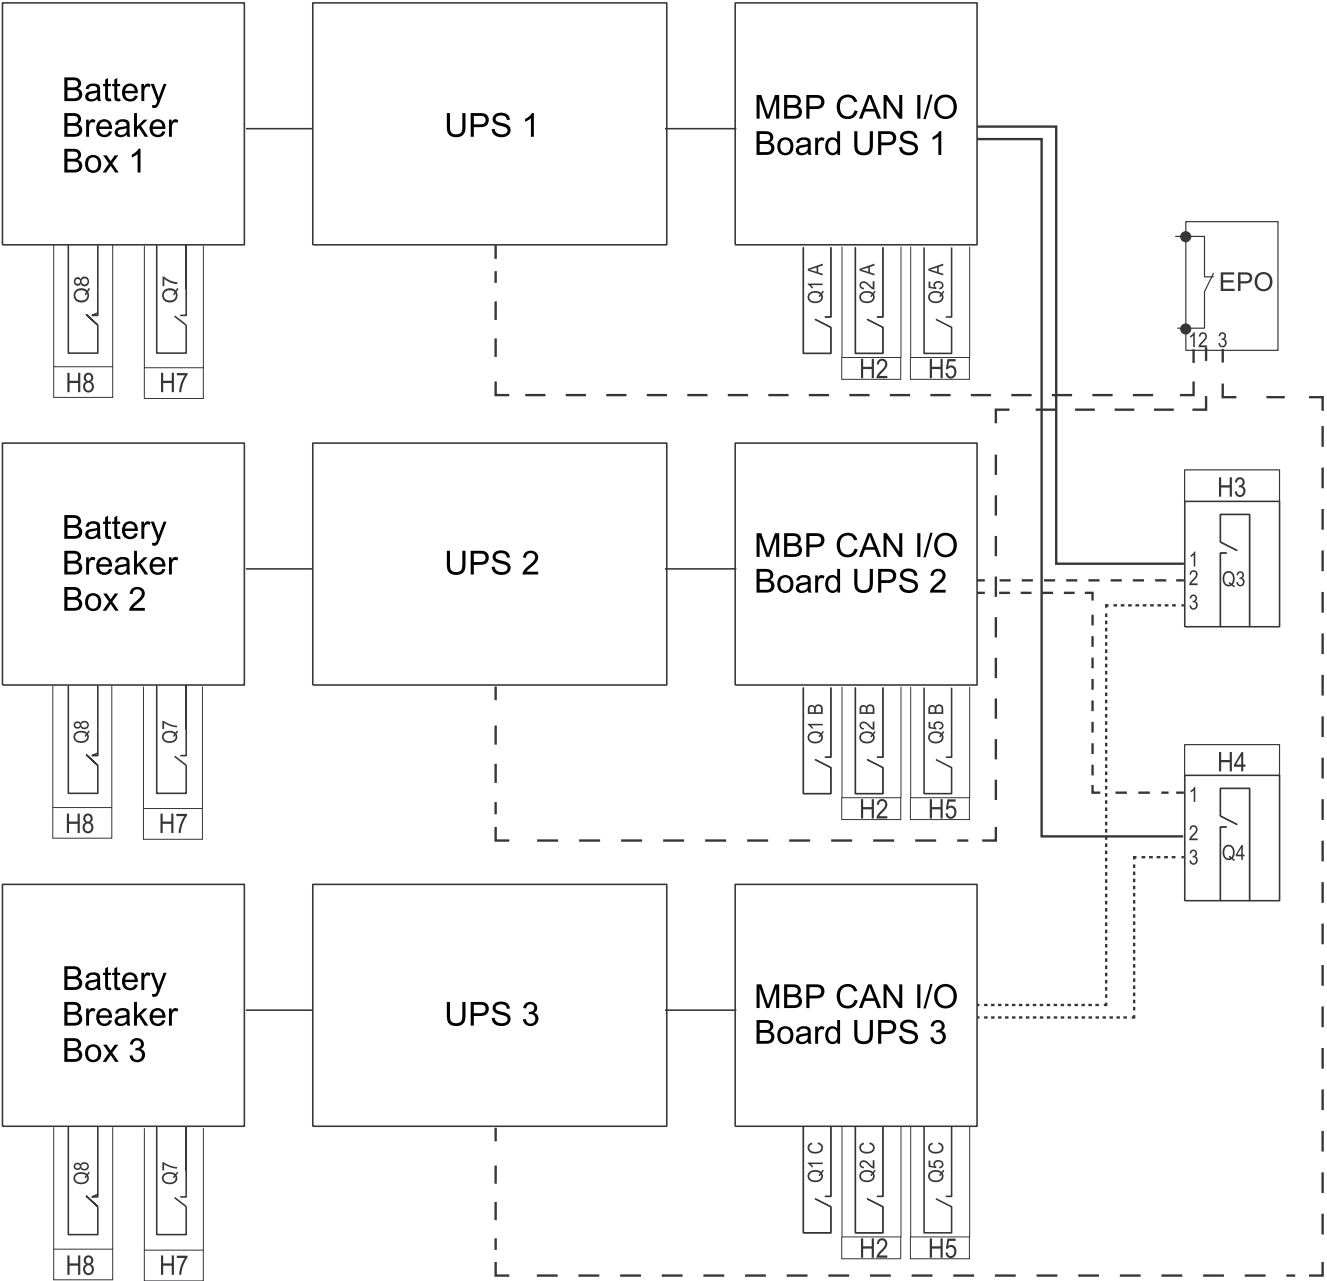 Battery
Breaker
Box 1
UPS 1
MBP CAN I/O
Board UPS 1
Q8
Q7
Q1 A
Q2 A
Q5 A
H8
H7
H2
H5
EPO
12 3
Battery
Breaker
Box 2
UPS 2
MBP CAN I/O
Board UPS 2
H3
1
2
3
Q3
Q8
Q7
Q1 B
Q2 B
Q5 B
H8
H7
H2
H5
H4
1
2
3
Q4
Battery
Breaker
Box 3
UPS 3
MBP CAN I/O
Board UPS 3
Q8
Q7
Q1 C
Q2 C
Q5 C
H8
H7
H2
H5